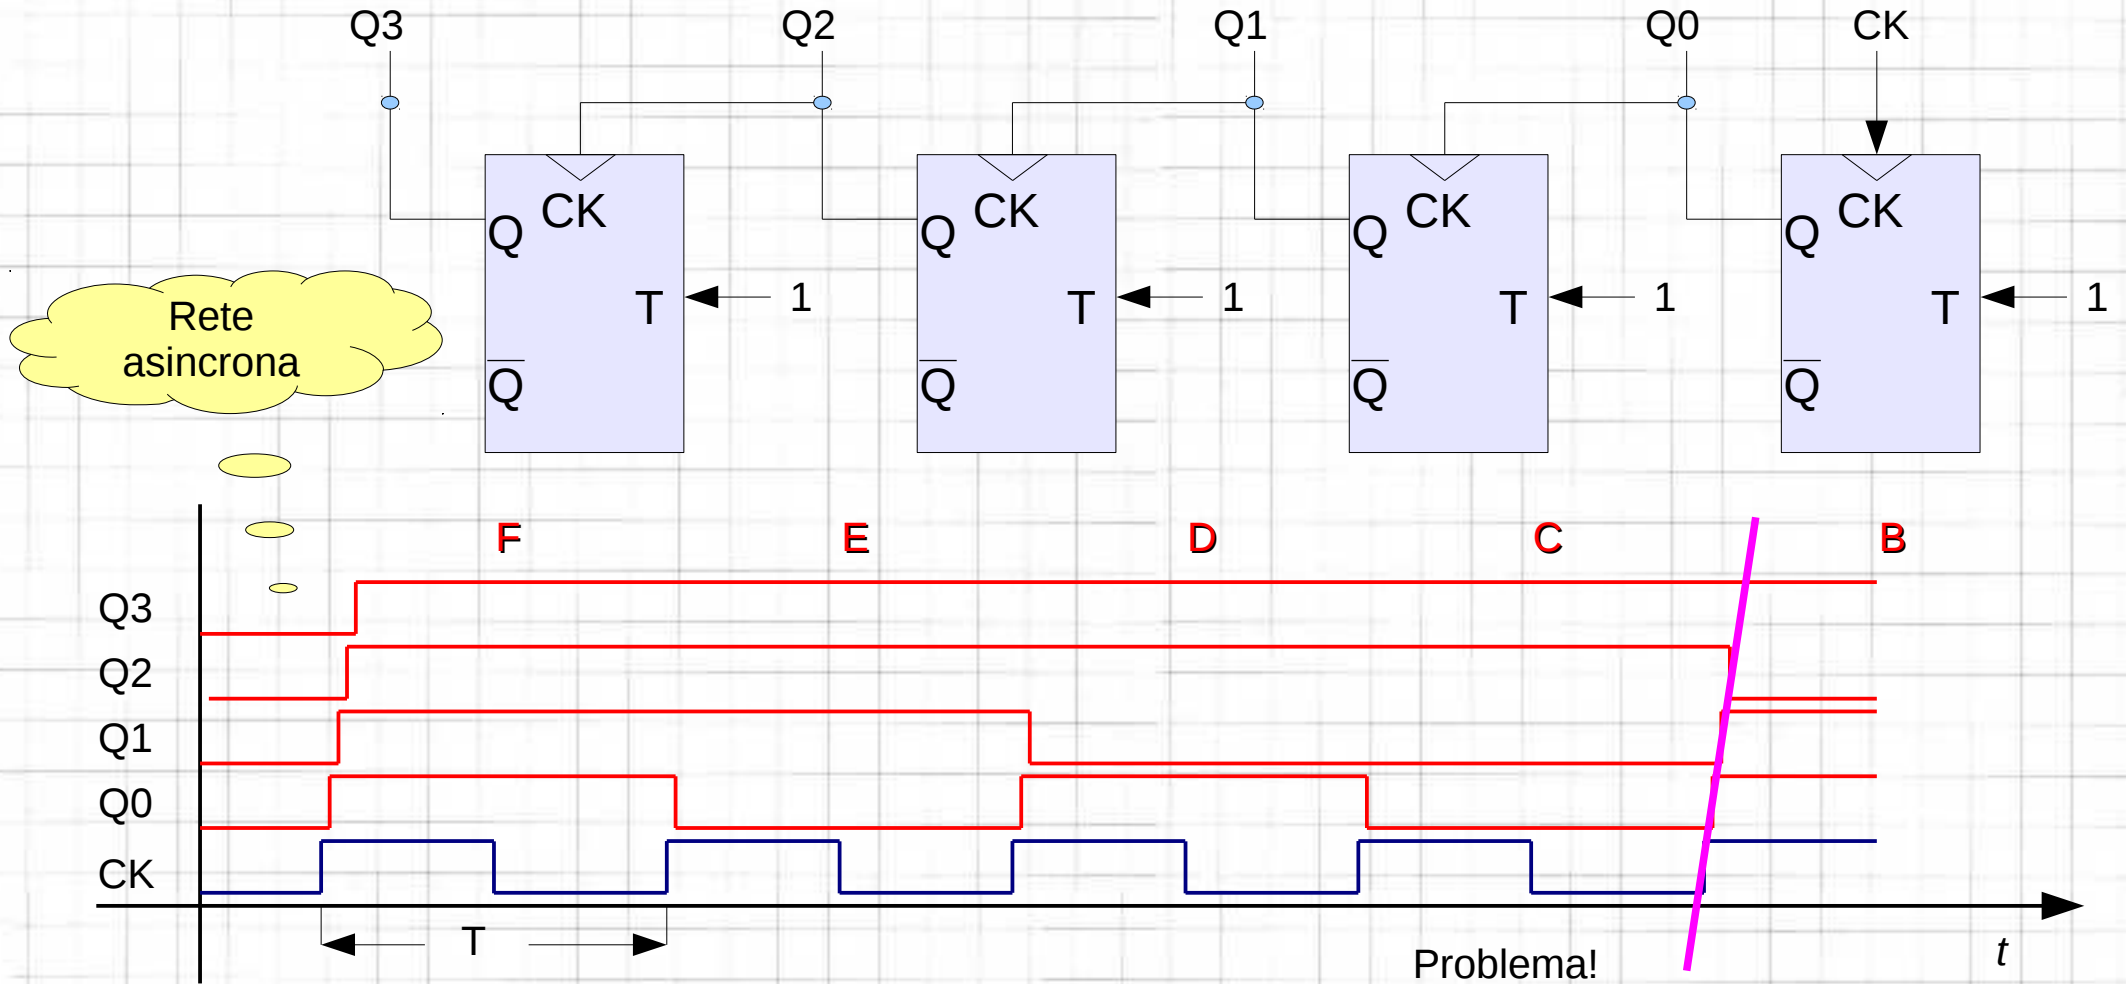 Q3
Q2
Q1
Q0
CK
CK
Q
T
Q
1
CK
Q
T
Q
1
CK
Q
T
Q
1
CK
Q
T
Q
1
Rete
asincrona
F
E
D
C
B
Q3
Q2
Q1
Q0
CK
T
Problema!
t